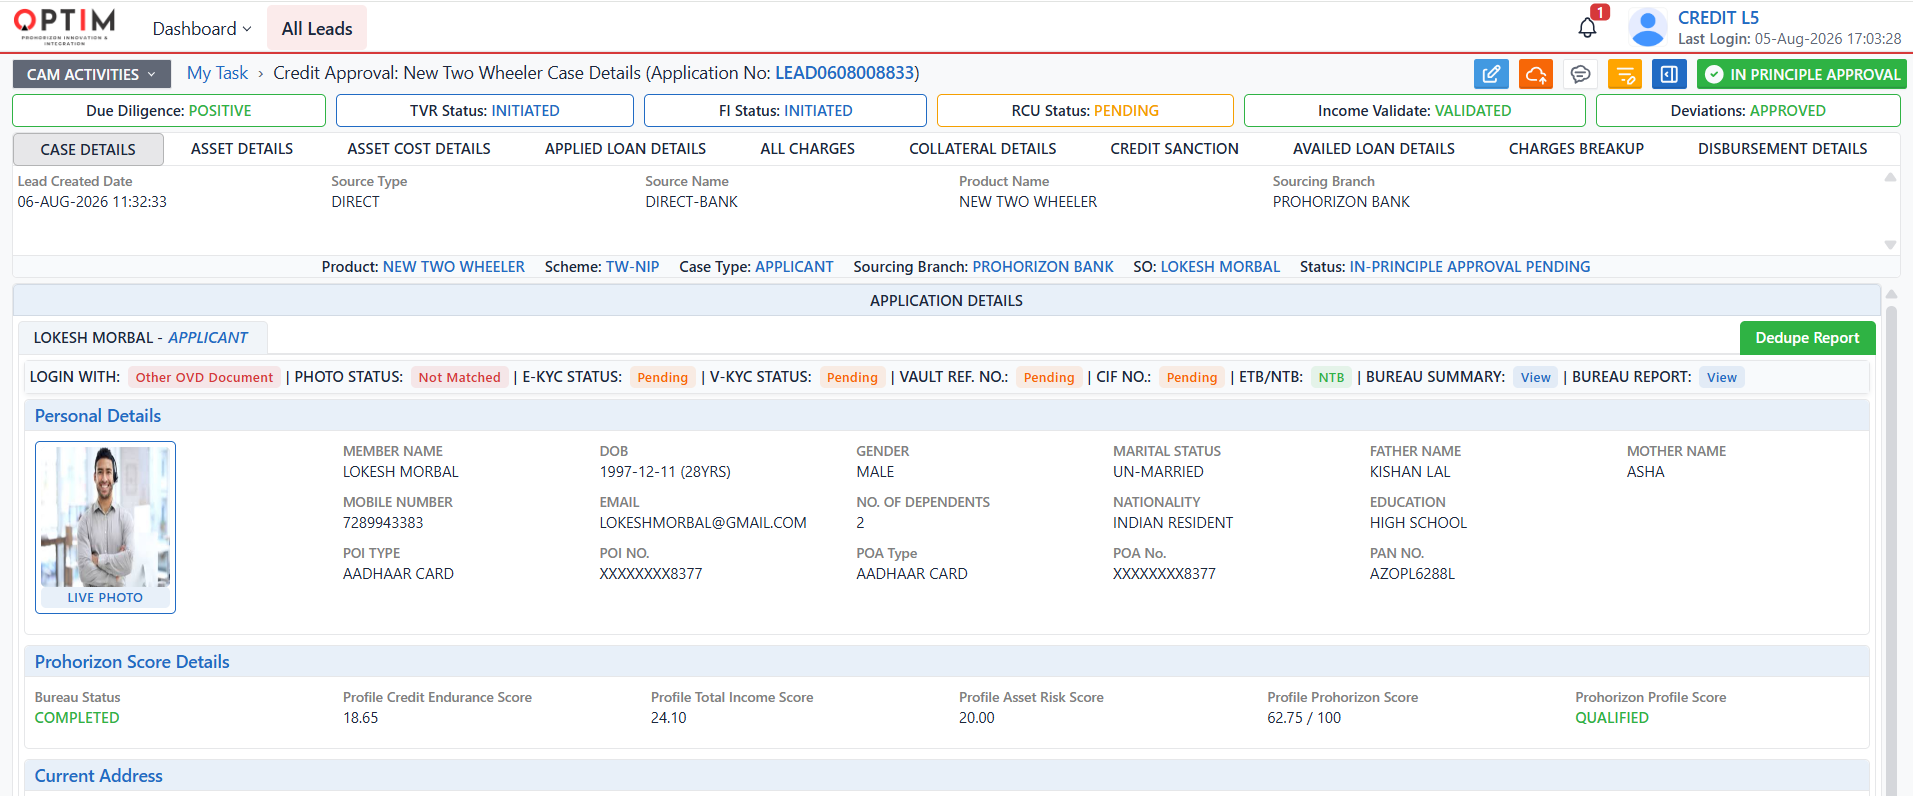 OPTIM
PROHORIZON INNOVATION &
INTEGRATION
Dashboard
All Leads
1
CREDIT L5
Last Login: 05-Aug-2026 17:03:28
CAM ACTIVITIES
My Task › Credit Approval: New Two Wheeler Case Details (Application No: LEAD0608008833)
IN PRINCIPLE APPROVAL
Due Diligence: POSITIVE
TVR Status: INITIATED
FI Status: INITIATED
RCU Status: PENDING
Income Validate: VALIDATED
Deviations: APPROVED
CASE DETAILS
ASSET DETAILS
ASSET COST DETAILS
APPLIED LOAN DETAILS
ALL CHARGES
COLLATERAL DETAILS
CREDIT SANCTION
AVAILED LOAN DETAILS
CHARGES BREAKUP
DISBURSEMENT DETAILS
Lead Created Date
06-AUG-2026 11:32:33
Source Type
DIRECT
Source Name
DIRECT-BANK
Product Name
NEW TWO WHEELER
Sourcing Branch
PROHORIZON BANK
Product: NEW TWO WHEELER Scheme: TW-NIP Case Type: APPLICANT Sourcing Branch: PROHORIZON BANK SO: LOKESH MORBAL Status: IN-PRINCIPLE APPROVAL PENDING
APPLICATION DETAILS
LOKESH MORBAL - APPLICANT
Dedupe Report
LOGIN WITH: Other OVD Document | PHOTO STATUS: Not Matched | E-KYC STATUS: Pending | V-KYC STATUS: Pending | VAULT REF. NO.: Pending | CIF NO.: Pending | ETB/NTB: NTB | BUREAU SUMMARY: View | BUREAU REPORT: View
Personal Details
LIVE PHOTO
MEMBER NAME
LOKESH MORBAL
DOB
1997-12-11 (28YRS)
GENDER
MALE
MARITAL STATUS
UN-MARRIED
FATHER NAME
KISHAN LAL
MOTHER NAME
ASHA
MOBILE NUMBER
7289943383
EMAIL
LOKESHMORBAL@GMAIL.COM
NO. OF DEPENDENTS
2
NATIONALITY
INDIAN RESIDENT
EDUCATION
HIGH SCHOOL
POI TYPE
AADHAAR CARD
POI NO.
XXXXXXXX8377
POA Type
AADHAAR CARD
POA No.
XXXXXXXX8377
PAN NO.
AZOPL6288L
Prohorizon Score Details
Bureau Status
COMPLETED
Profile Credit Endurance Score
18.65
Profile Total Income Score
24.10
Profile Asset Risk Score
20.00
Profile Prohorizon Score
62.75 / 100
Prohorizon Profile Score
QUALIFIED
Current Address